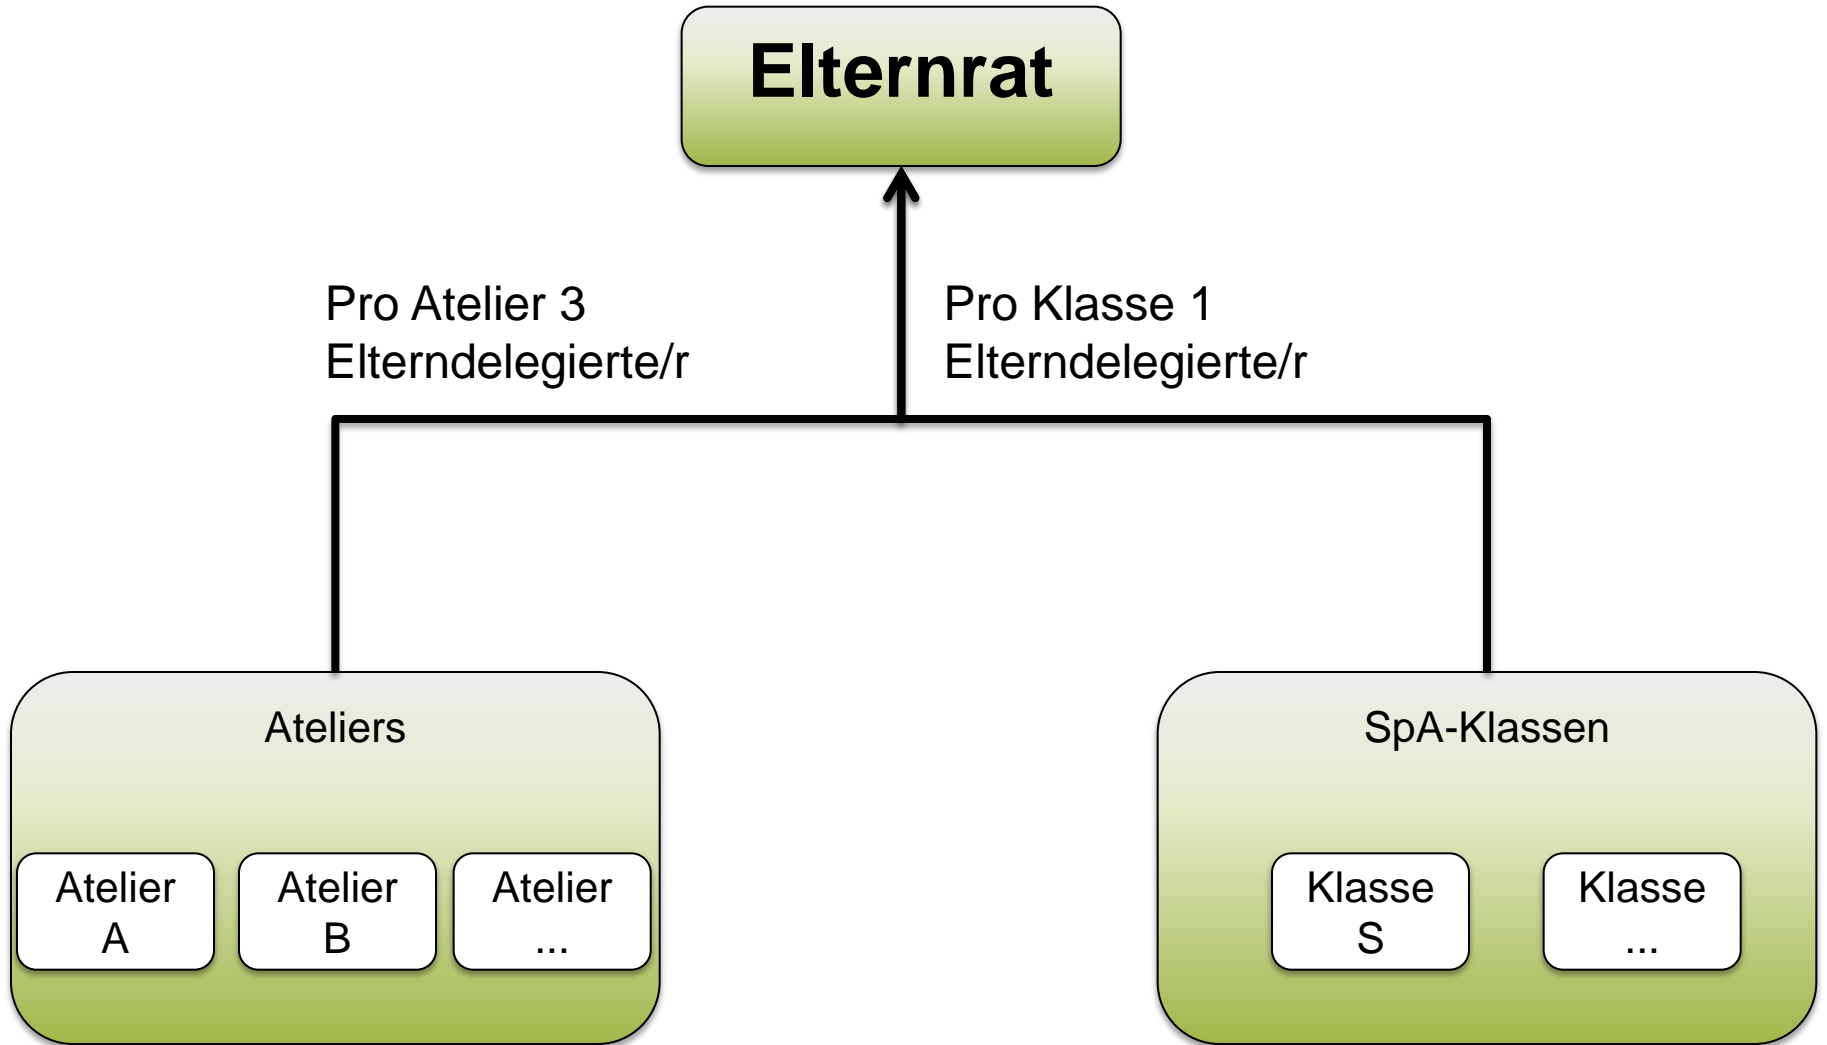 Elternrat
Pro Atelier 3
Elterndelegierte/r
Pro Klasse 1
Elterndelegierte/r
Ateliers
Atelier
A
Atelier
B
Atelier
...
SpA-Klassen
Klasse
S
Klasse
...